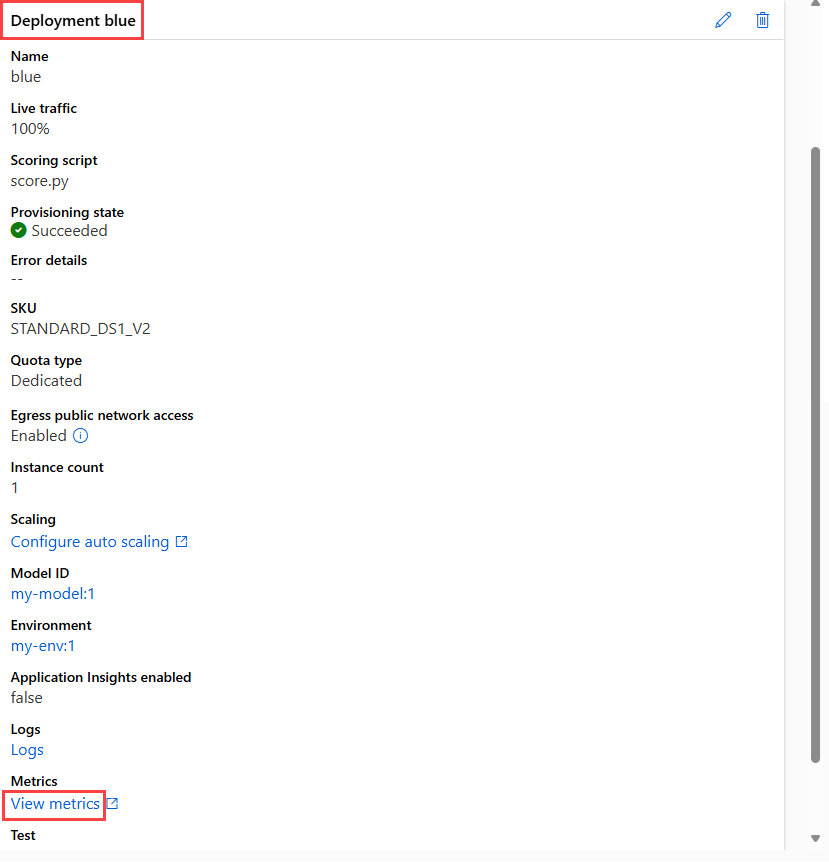 Deployment blue
Name
blue
Live traffic
100%
Scoring script
score.py
Provisioning state
Succeeded
Error details
--
SKU
STANDARD_DS1_V2
Quota type
Dedicated
Egress public network access
Enabled
Instance count
1
Scaling
Configure auto scaling
Model ID
my-model:1
Environment
my-env:1
Application Insights enabled
false
Logs
Logs
Metrics
View metrics
Test